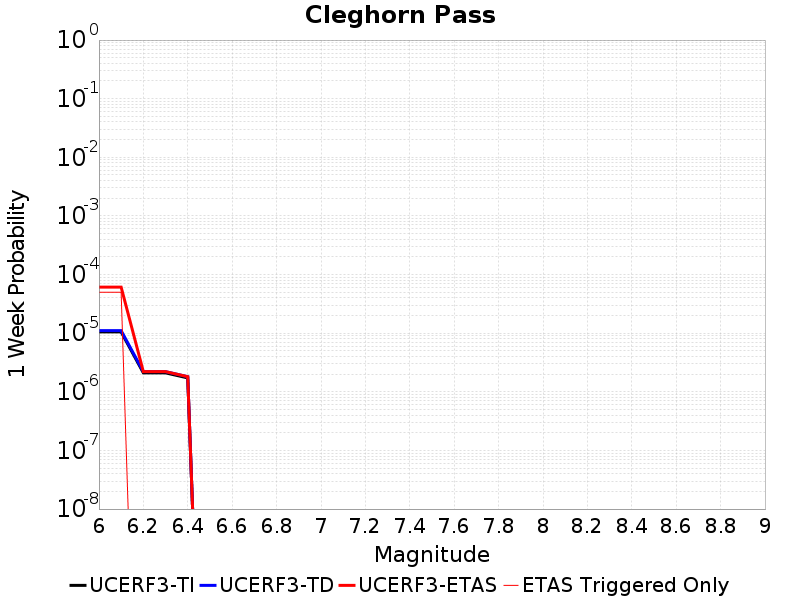 Cleghorn Pass
1 Week Probability
10^0
10^-1
10^-2
10^-3
10^-4
10^-5
10^-6
10^-7
10^-8
6 6.2 6.4 6.6 6.8 7 7.2 7.4 7.6 7.8 8 8.2 8.4 8.6 8.8 9
Magnitude
UCERF3-TI UCERF3-TD UCERF3-ETAS ETAS Triggered Only